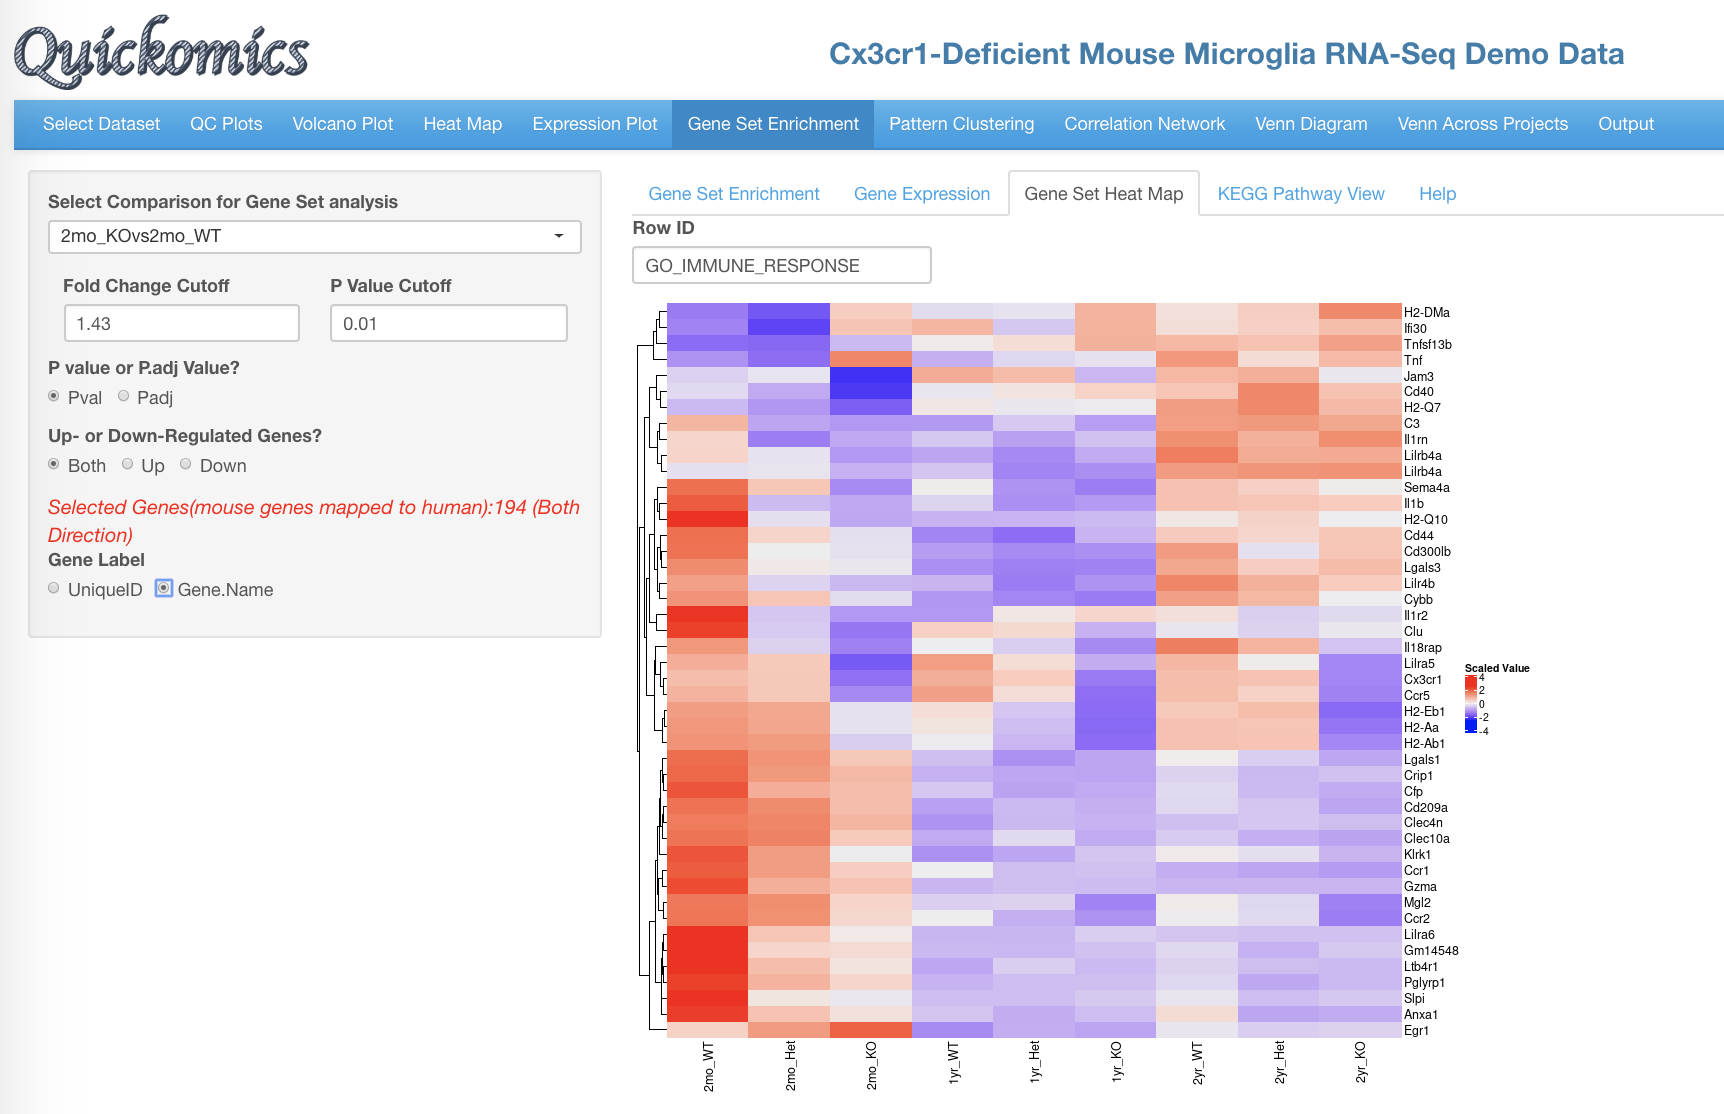 Quickomics
Cx3cr1-Deficient Mouse Microglia RNA-Seq Demo Data
Select Dataset QC Plots Volcano Plot Heat Map Expression Plot Gene Set Enrichment Pattern Clustering Correlation Network Venn Diagram Venn Across Projects Output
Select Comparison for Gene Set analysis
2mo_KOvs2mo_WT
Fold Change Cutoff P Value Cutoff
1.43 0.01
P value or P.adj Value?
Pval Padj
Up- or Down-Regulated Genes?
Both Up Down
Selected Genes(mouse genes mapped to human):194 (Both
Direction)
Gene Label
UniqueID Gene.Name
Gene Set Enrichment Gene Expression Gene Set Heat Map KEGG Pathway View Help
Row ID
GO_IMMUNE_RESPONSE
H2-DMa
Ifi30
Tnfsf13b
Tnf
Jam3
Cd40
H2-Q7
C3
Il1rn
Lilrb4a
Lilrb4a
Sema4a
Il1b
H2-Q10
Cd44
Cd300lb
Lgals3
Lilr4b
Cybb
Il1r2
Clu
Il18rap
Lilra5
Cx3cr1
Ccr5
H2-Eb1
H2-Aa
H2-Ab1
Lgals1
Crip1
Cfp
Cd209a
Clec4n
Clec10a
Klrk1
Ccr1
Gzma
Mgl2
Ccr2
Lilra6
Gm14548
Ltb4r1
Pglyrp1
Slpi
Anxa1
Egr1
2mo_WT 2mo_Het 2mo_KO 1yr_WT 1yr_Het 1yr_KO 2yr_WT 2yr_Het 2yr_KO
Scaled Value
4
2
0
-2
-4